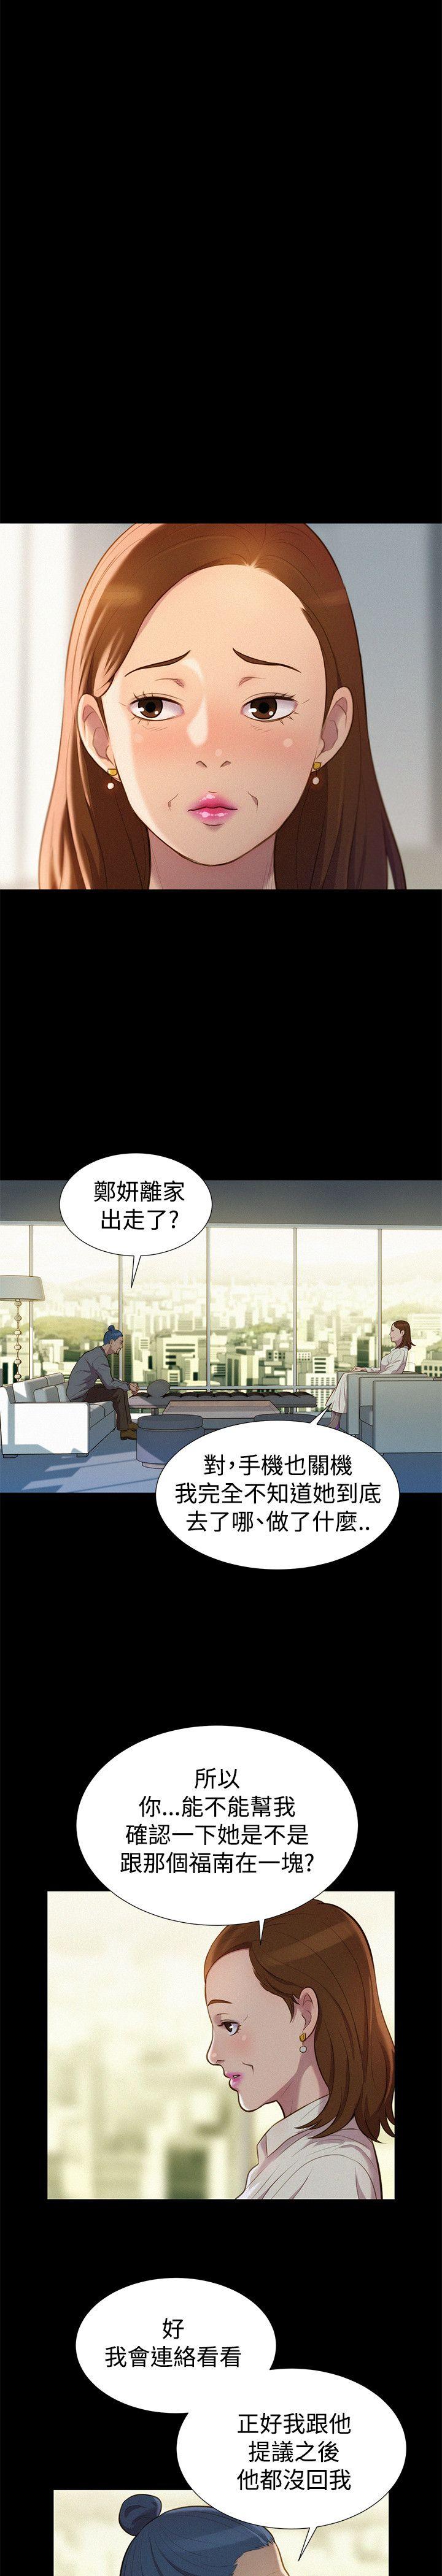 鄭妍離家
出走了?
對,手機也關機
我完全不知道她到底
去了哪、做了什麼..
所以
你...能不能幫我
確認一下她是不是
跟那個福南在一塊?
好
我會連絡看看
正好我跟他
提議之後
他都沒回我